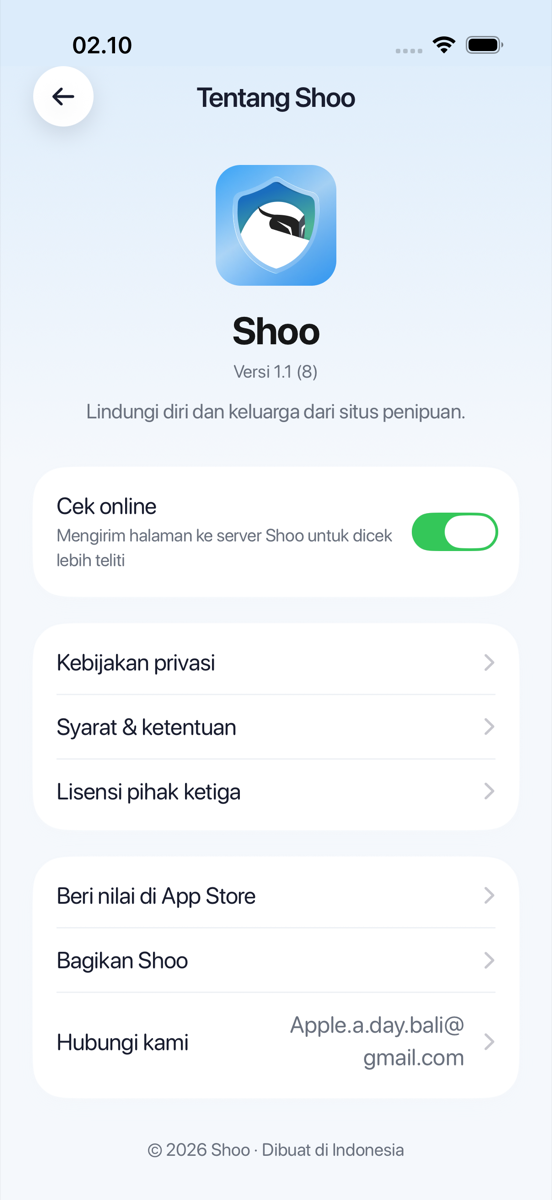 02.10
Tentang Shoo
Shoo
Versi 1.1 (8)
Lindungi diri dan keluarga dari situs penipuan.
Cek online
Mengirim halaman ke server Shoo untuk dicek
lebih teliti
Kebijakan privasi
Syarat & ketentuan
Lisensi pihak ketiga
Beri nilai di App Store
Bagikan Shoo
Hubungi kami
Apple.a.day.bali@
gmail.com
© 2026 Shoo · Dibuat di Indonesia